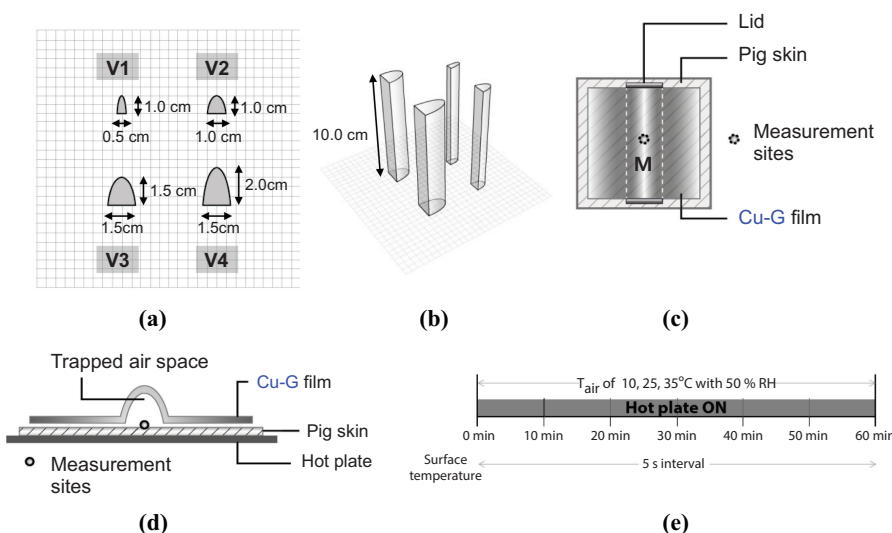 V1
V2
1.0 cm
1.0 cm
0.5 cm
1.0 cm
1.5 cm
2.0cm
1.5cm
1.5cm
V3
V4
(a)
10.0 cm
(b)
Lid
Pig skin
M
Measurement
sites
Cu-G film
(c)
Trapped air space
Cu-G film
Pig skin
Hot plate
Measurement
sites
(d)
Tair of 10, 25, 35°C with 50 % RH
Hot plate ON
0 min
10 min
20 min
30 min
40 min
50 min
60 min
Surface
temperature
5 s interval
(e)